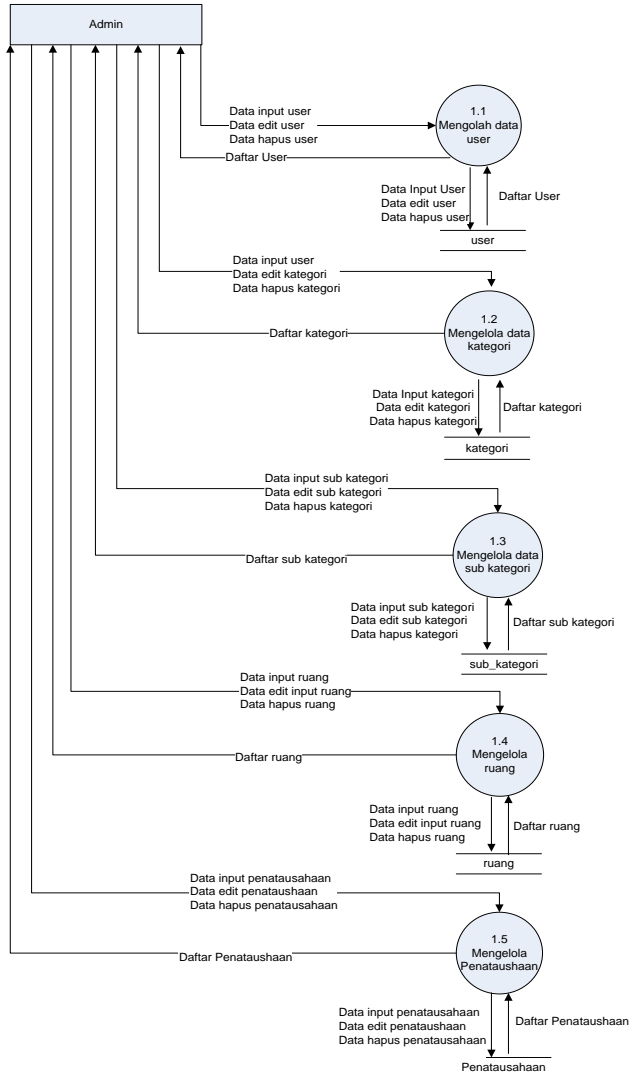 Admin
Data input user
Data edit user
Data hapus user
Daftar User
1.1
Mengolah data
user
Data Input User
Data edit user
Data hapus user
Daftar User
user
Data input user
Data edit kategori
Data hapus kategori
Daftar kategori
1.2
Mengelola data
kategori
Data Input kategori
Data edit kategori
Data hapus kategori
Daftar kategori
kategori
Data input sub kategori
Data edit sub kategori
Data hapus kategori
Daftar sub kategori
1.3
Mengelola data
sub kategori
Data input sub kategori
Data edit sub kategori
Data hapus kategori
Daftar sub kategori
sub_kategori
Data input ruang
Data edit input ruang
Data hapus ruang
Daftar ruang
1.4
Mengelola
ruang
Data input ruang
Data edit input ruang
Data hapus ruang
Daftar ruang
ruang
Data input penatausahaan
Data edit penataushaan
Data hapus penatausahaan
Daftar Penataushaan
1.5
Mengelola
Penataushaan
Data input penatausahaan
Data edit penataushaan
Data hapus penatausahaan
Daftar Penataushaan
Penatausahaan